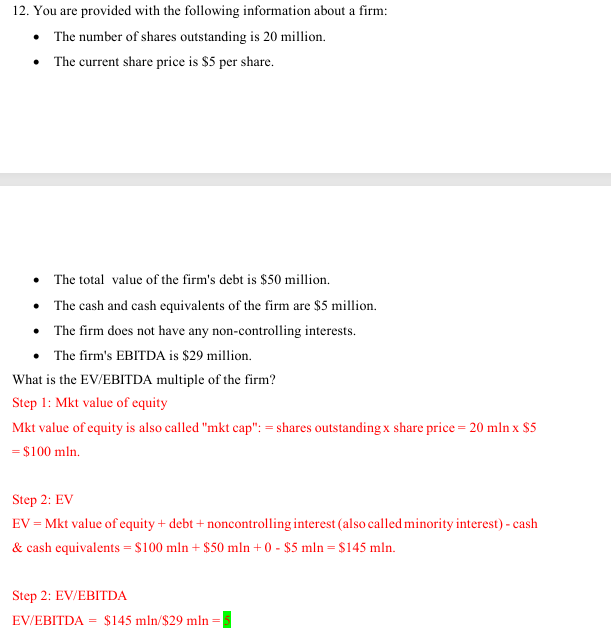 12. You are provided with the following information about a firm:
• The number of shares outstanding is 20 million.
• The current share price is $5 per share.
• The total value of the firm's debt is $50 million.
• The cash and cash equivalents of the firm are $5 million.
• The firm does not have any non-controlling interests.
• The firm's EBITDA is $29 million.
What is the EV/EBITDA multiple of the firm?
Step 1: Mkt value of equity
Mkt value of equity is also called "mkt cap": = shares outstanding x share price = 20 mln x $5
= $100 mln.
Step 2: EV
EV = Mkt value of equity + debt + noncontrolling interest (also called minority interest) - cash
& cash equivalents = $100 mln + $50 mln + 0 - $5 mln = $145 mln.
Step 2: EV/EBITDA
EV/EBITDA = $145 mln/$29 mln = 5